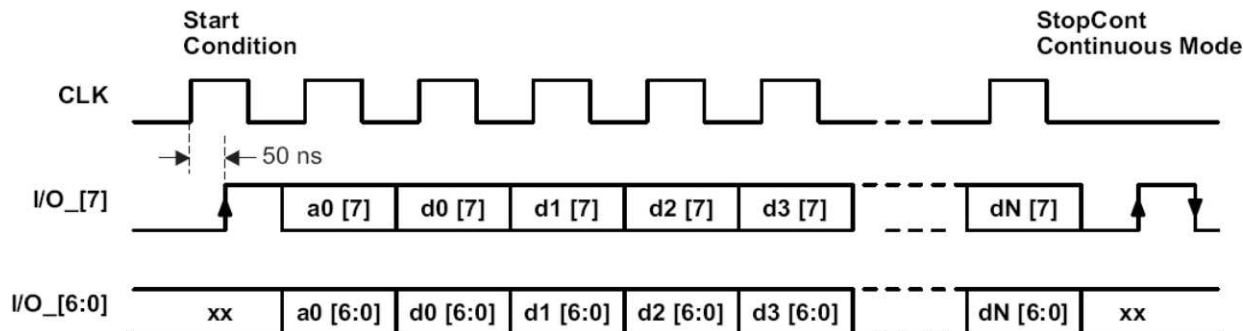 Start
Condition
StopCont
Continuous Mode
CLK
50 ns
I/O_[7]
a0 [7] d0 [7] d1 [7] d2 [7] d3 [7] dN [7]
I/O_[6:0]
xx a0 [6:0] d0 [6:0] d1 [6:0] d2 [6:0] d3 [6:0] dN [6:0] xx